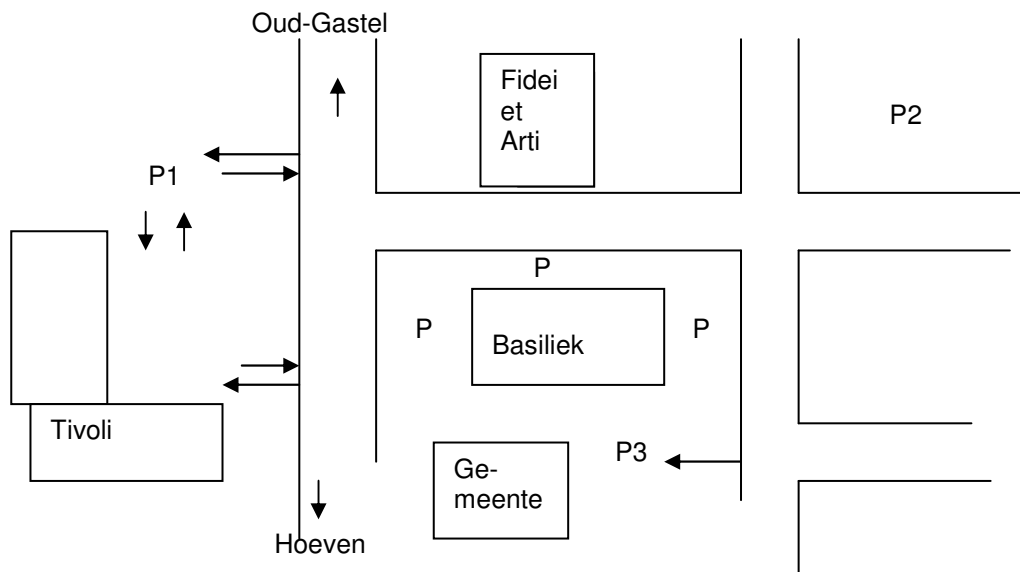 Oud-Gastel
Fidei
et
Arti
P2
P1
P
P
P
Basiliek
Tivoli
P3
Ge-
meente
Hoeven